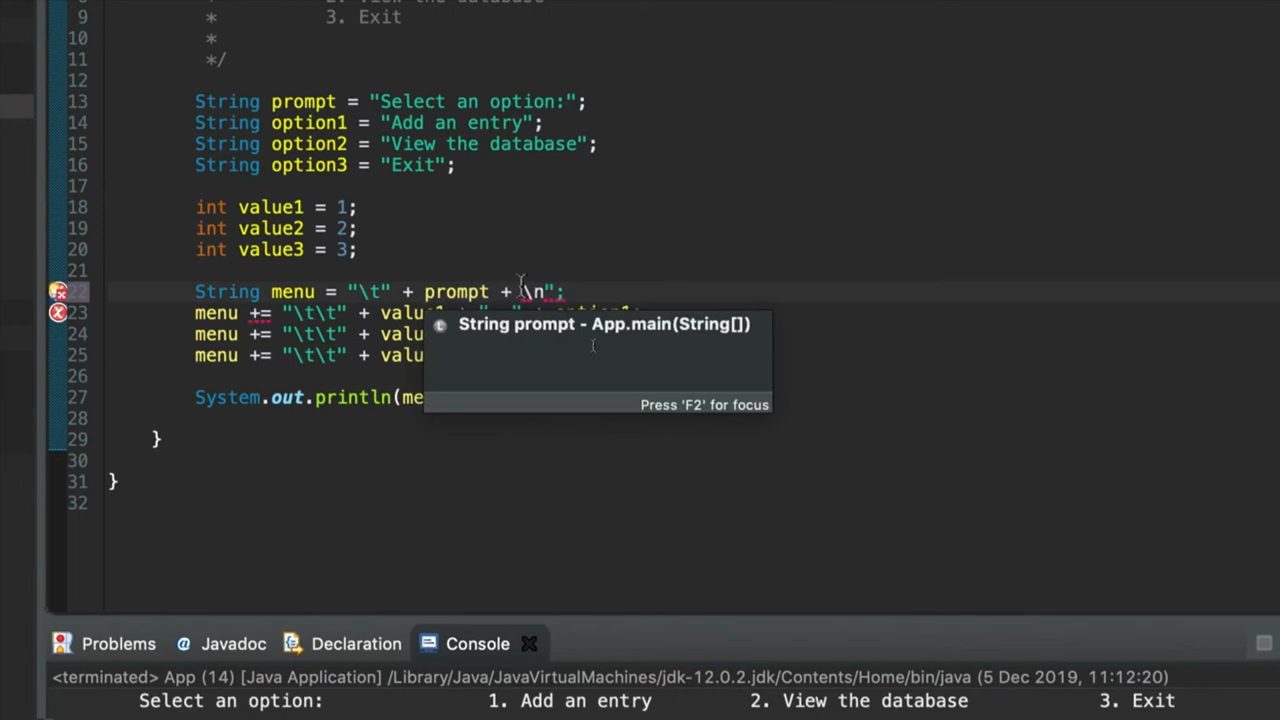 9 * 3. Exit
10 *
11 */
12
13 String prompt = "Select an option:";
14 String option1 = "Add an entry";
15 String option2 = "View the database";
16 String option3 = "Exit";
17
18 int value1 = 1;
19 int value2 = 2;
20 int value3 = 3;
21
22 String menu = "\t" + prompt + \n";
23 menu += "\t\t" +
24 menu += "\t\t" + valu
25 menu += "\t\t" + valu
String prompt - App.main(String[])
Press 'F2' for focus
26
27 System.out.println(me
28
29 }
30
31 }
32
Problems @ Javadoc Declaration Console
<terminated> App (14) [Java Application] /Library/Java/JavaVirtualMachines/jdk-12.0.2.jdk/Contents/Home/bin/java (5 Dec 2019, 11:12:20)
Select an option: 1. Add an entry 2. View the database 3. Exit